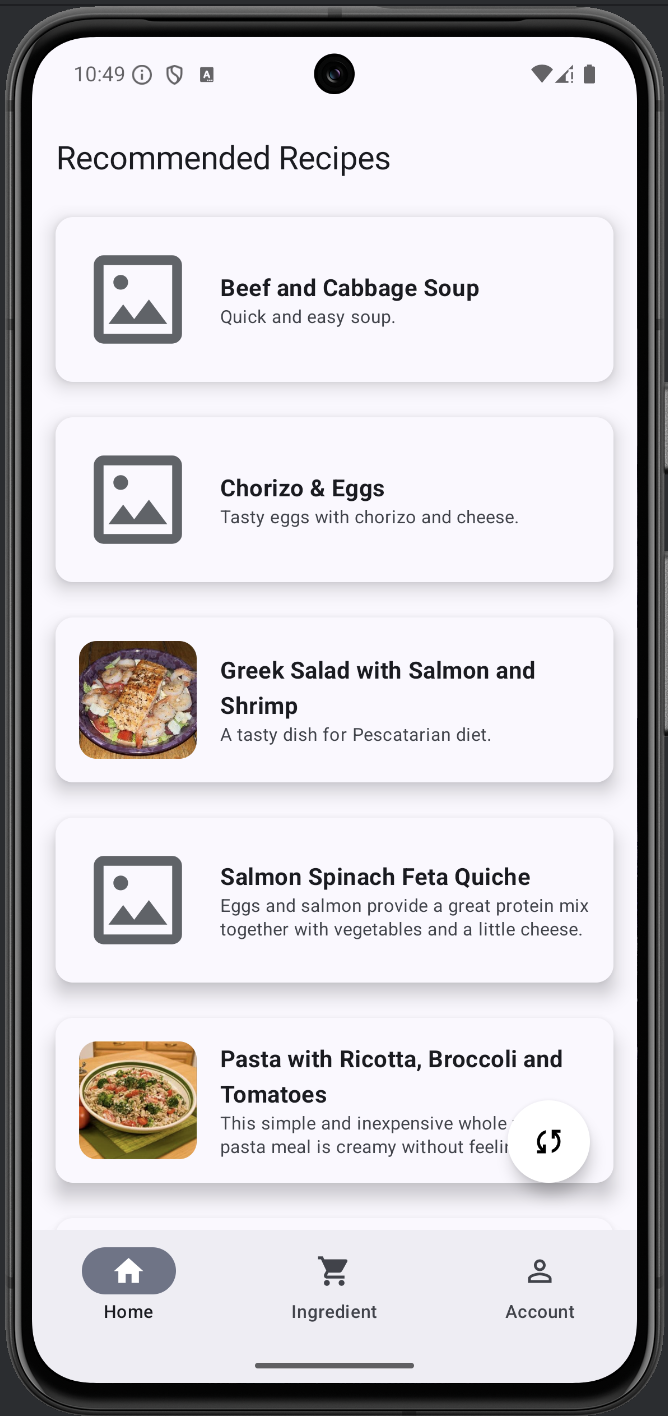 10:49
Recommended Recipes
Beef and Cabbage Soup
Quick and easy soup.
Chorizo & Eggs
Tasty eggs with chorizo and cheese.
Greek Salad with Salmon and
Shrimp
A tasty dish for Pescatarian diet.
Salmon Spinach Feta Quiche
Eggs and salmon provide a great protein mix
together with vegetables and a little cheese.
Pasta with Ricotta, Broccoli and
Tomatoes
This simple and inexpensive whole
pasta meal is creamy without
Home
Ingredient
Account